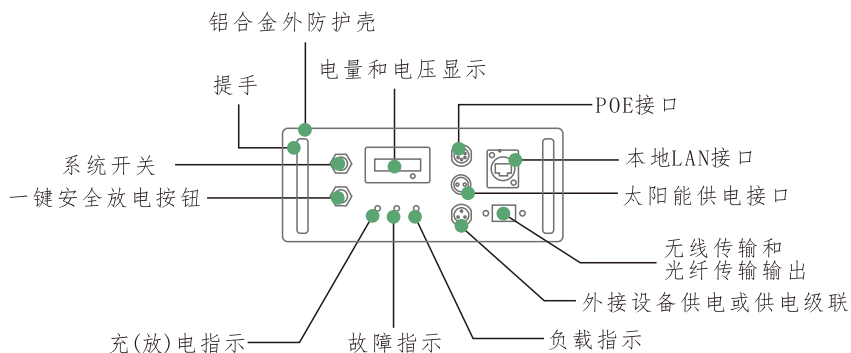 铝合金外防护壳
电量和电压显示
提手
POE接口
系统开关
本地LAN接口
一键安全放电按钮
太阳能供电接口
无线传输和
光纤传输输出
外接设备供电或供电级联
充(放)电指示
故障指示
负载指示